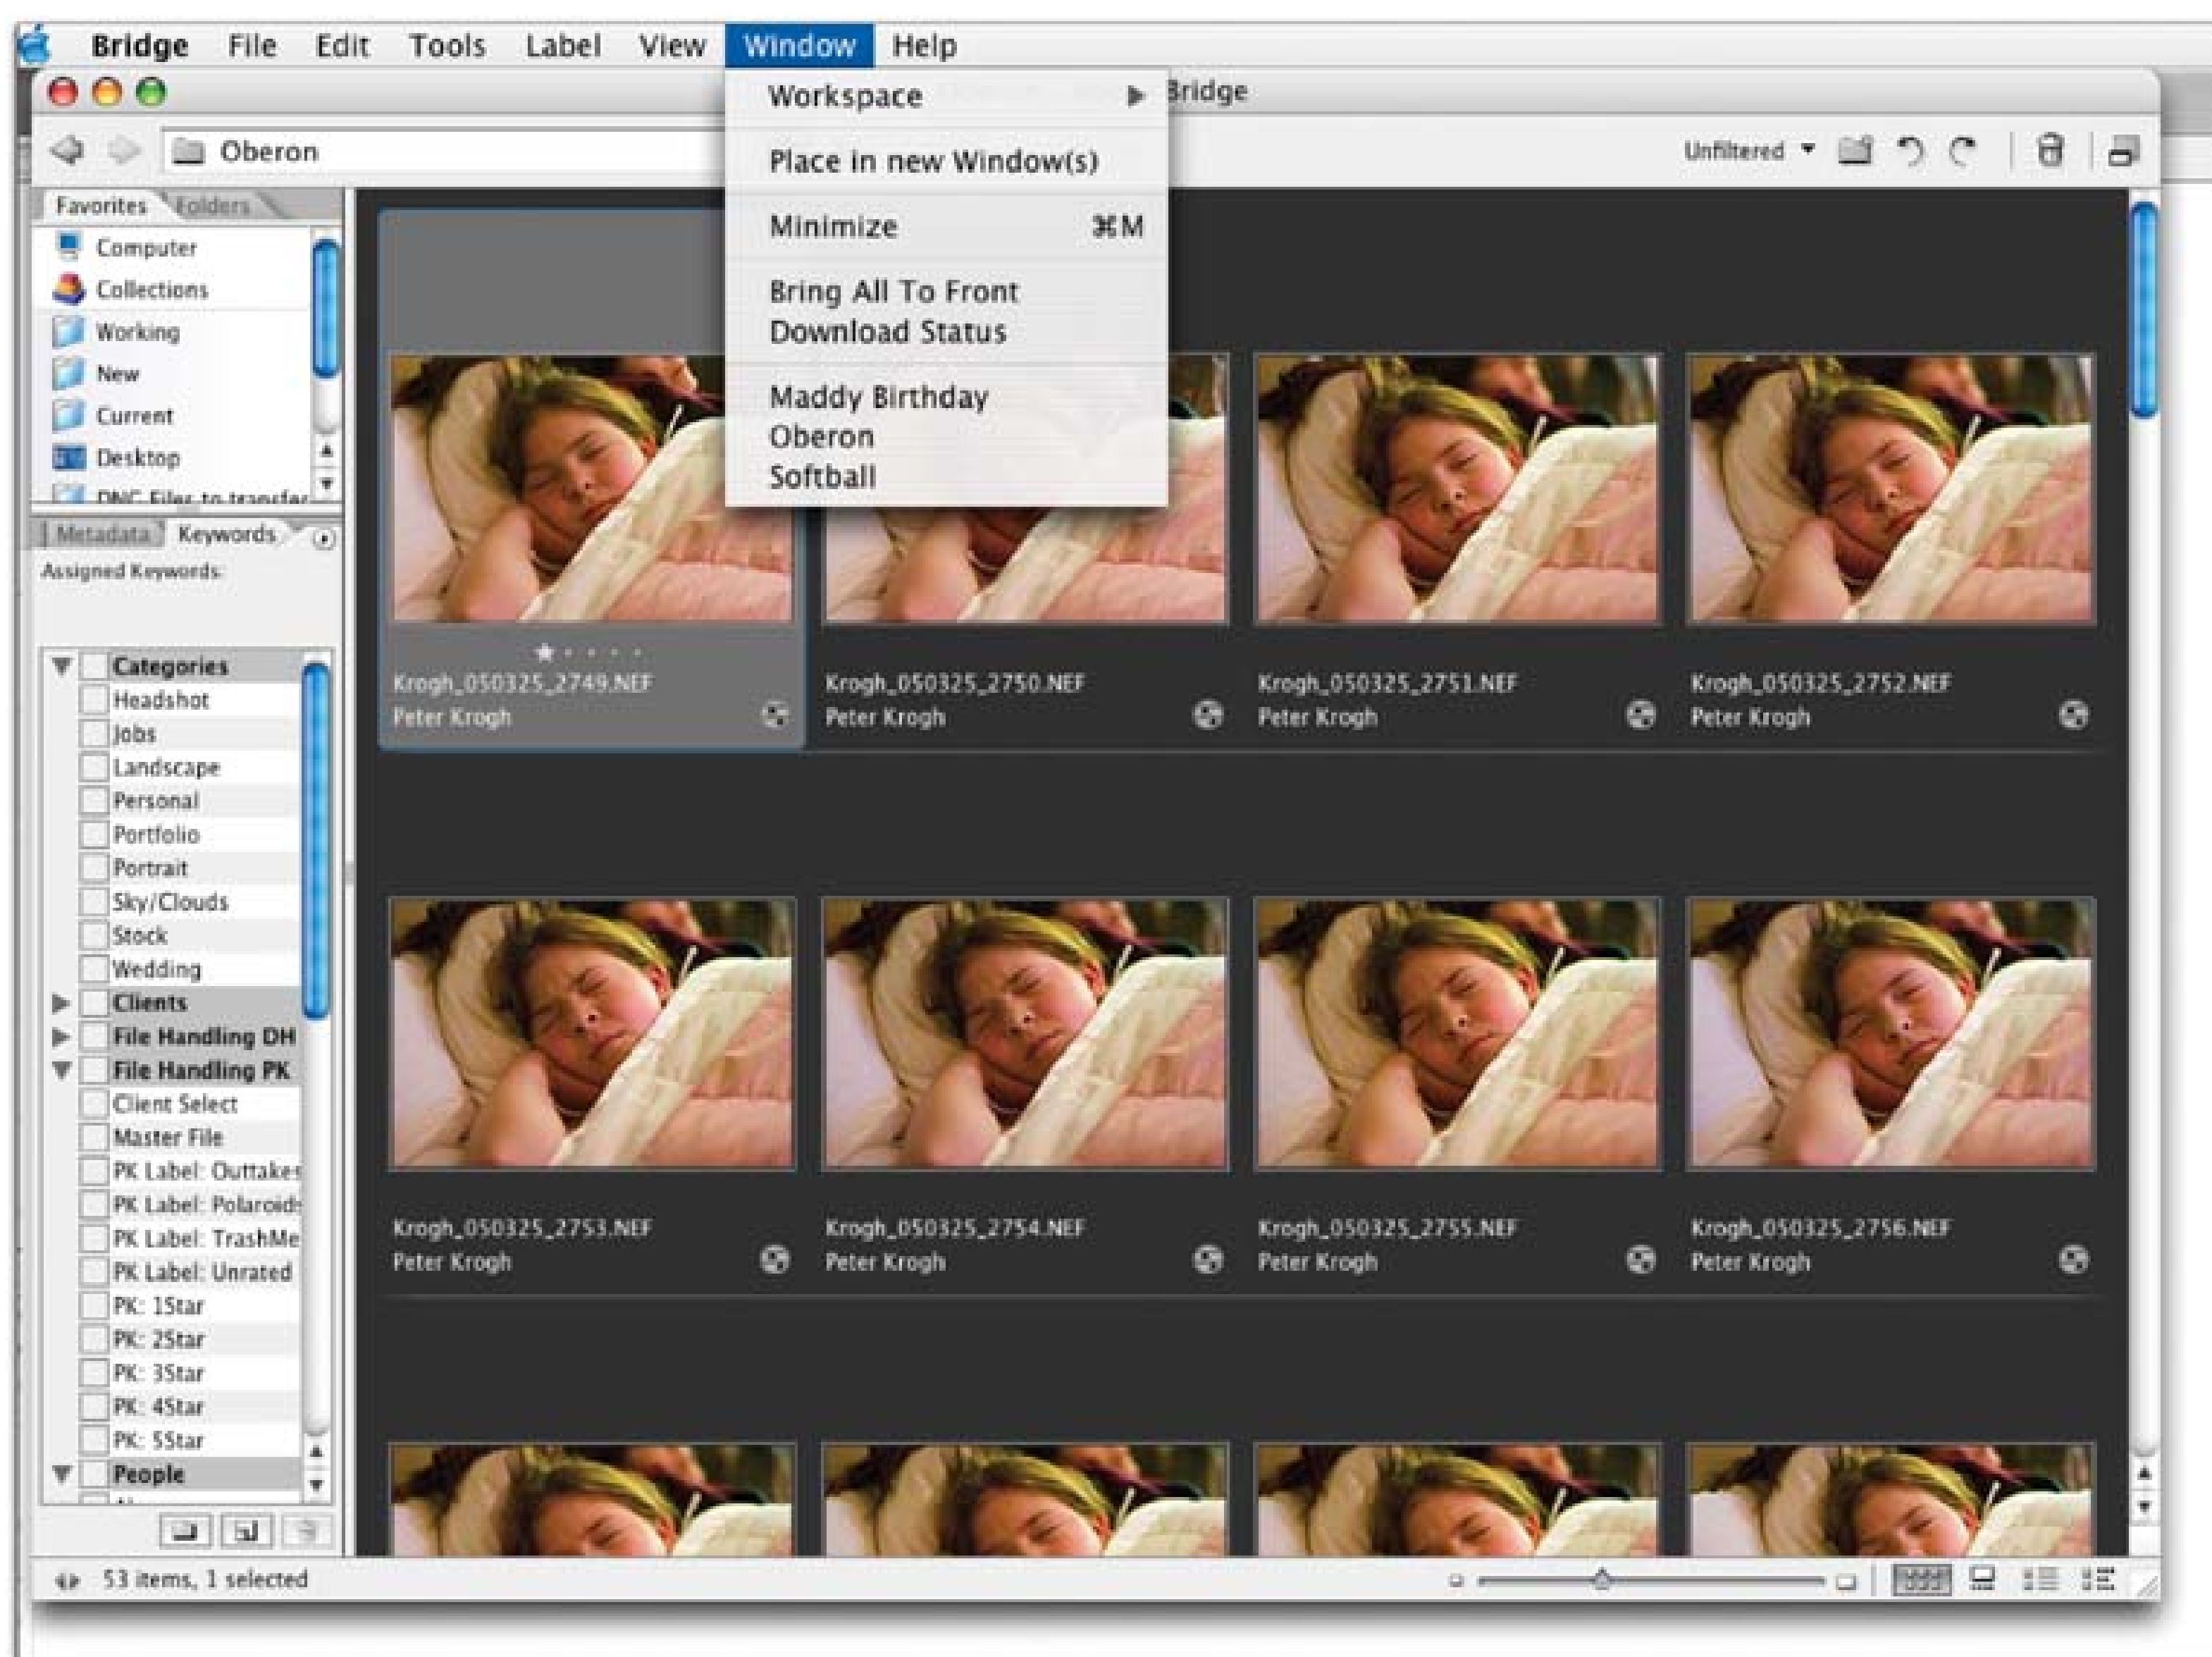 Bridge File Edit Tools Label View Window Help
Bridge
Workspace
Place in new Window(s)
Minimize ⌘M
Bring All To Front
Download Status
Maddy Birthday
Oberon
Softball
Oberon
Unfiltered
Favorites Folders
Computer
Collections
Working
New
Current
Desktop
DNG Files to transfer
Metadata Keywords
Assigned Keywords:
Categories
Headshot
Jobs
Landscape
Personal
Portfolio
Portrait
Sky/Clouds
Stock
Wedding
Clients
File Handling DH
File Handling PK
Client Select
Master File
PK Label: Outtakes
PK Label: Polaroids
PK Label: TrashMe
PK Label: Unrated
PK: 1Star
PK: 2Star
PK: 3Star
PK: 4Star
PK: 5Star
People
Krogh_050325_2749.NEF
Peter Krogh
Krogh_050325_2750.NEF
Peter Krogh
Krogh_050325_2751.NEF
Peter Krogh
Krogh_050325_2752.NEF
Peter Krogh
Krogh_050325_2753.NEF
Peter Krogh
Krogh_050325_2754.NEF
Peter Krogh
Krogh_050325_2755.NEF
Peter Krogh
Krogh_050325_2756.NEF
Peter Krogh
53 items, 1 selected